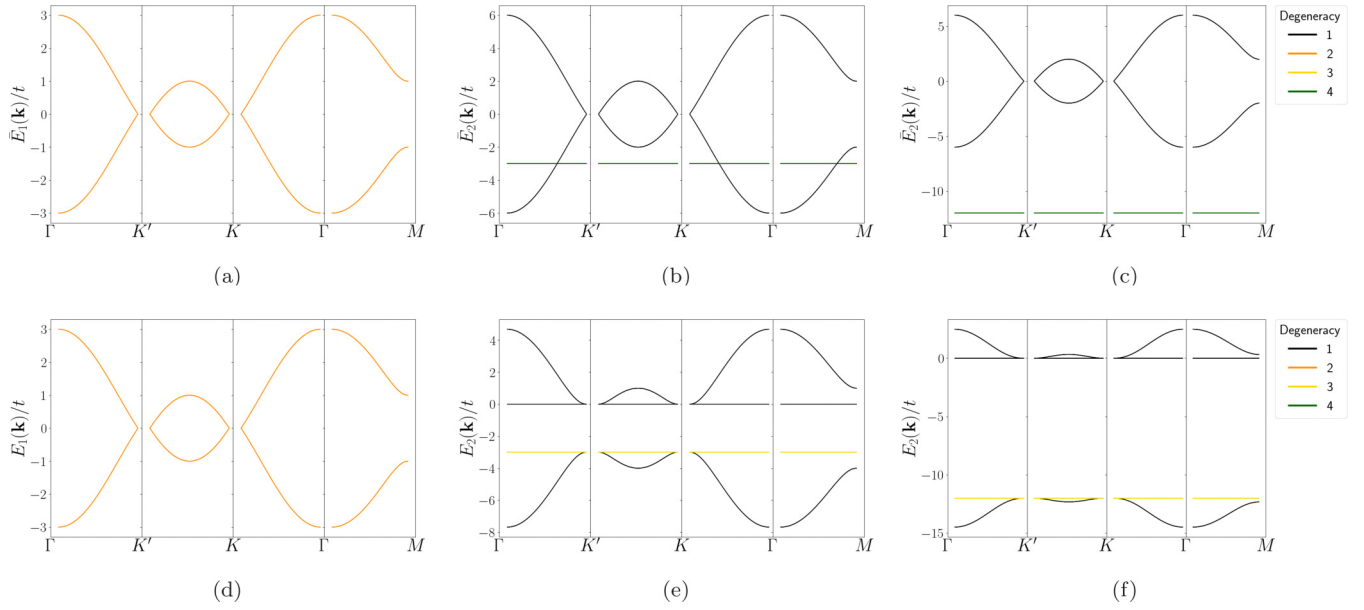 3
2
1
0
−1
−2
−3
Ē₁(𝐤)/t
Γ K′ K Γ M
(a)
6
4
2
0
−2
−4
−6
Ē₂(𝐤)/t
Γ K′ K Γ M
(b)
5
0
−5
−10
Ē₂(𝐤)/t
Γ K′ K Γ M
(c)
Degeneracy
1
2
3
4
3
2
1
0
−1
−2
−3
E₁(𝐤)/t
Γ K′ K Γ M
(d)
4
2
0
−2
−4
−6
−8
E₂(𝐤)/t
Γ K′ K Γ M
(e)
0
−5
−10
−15
E₂(𝐤)/t
Γ K′ K Γ M
(f)
Degeneracy
1
2
3
4